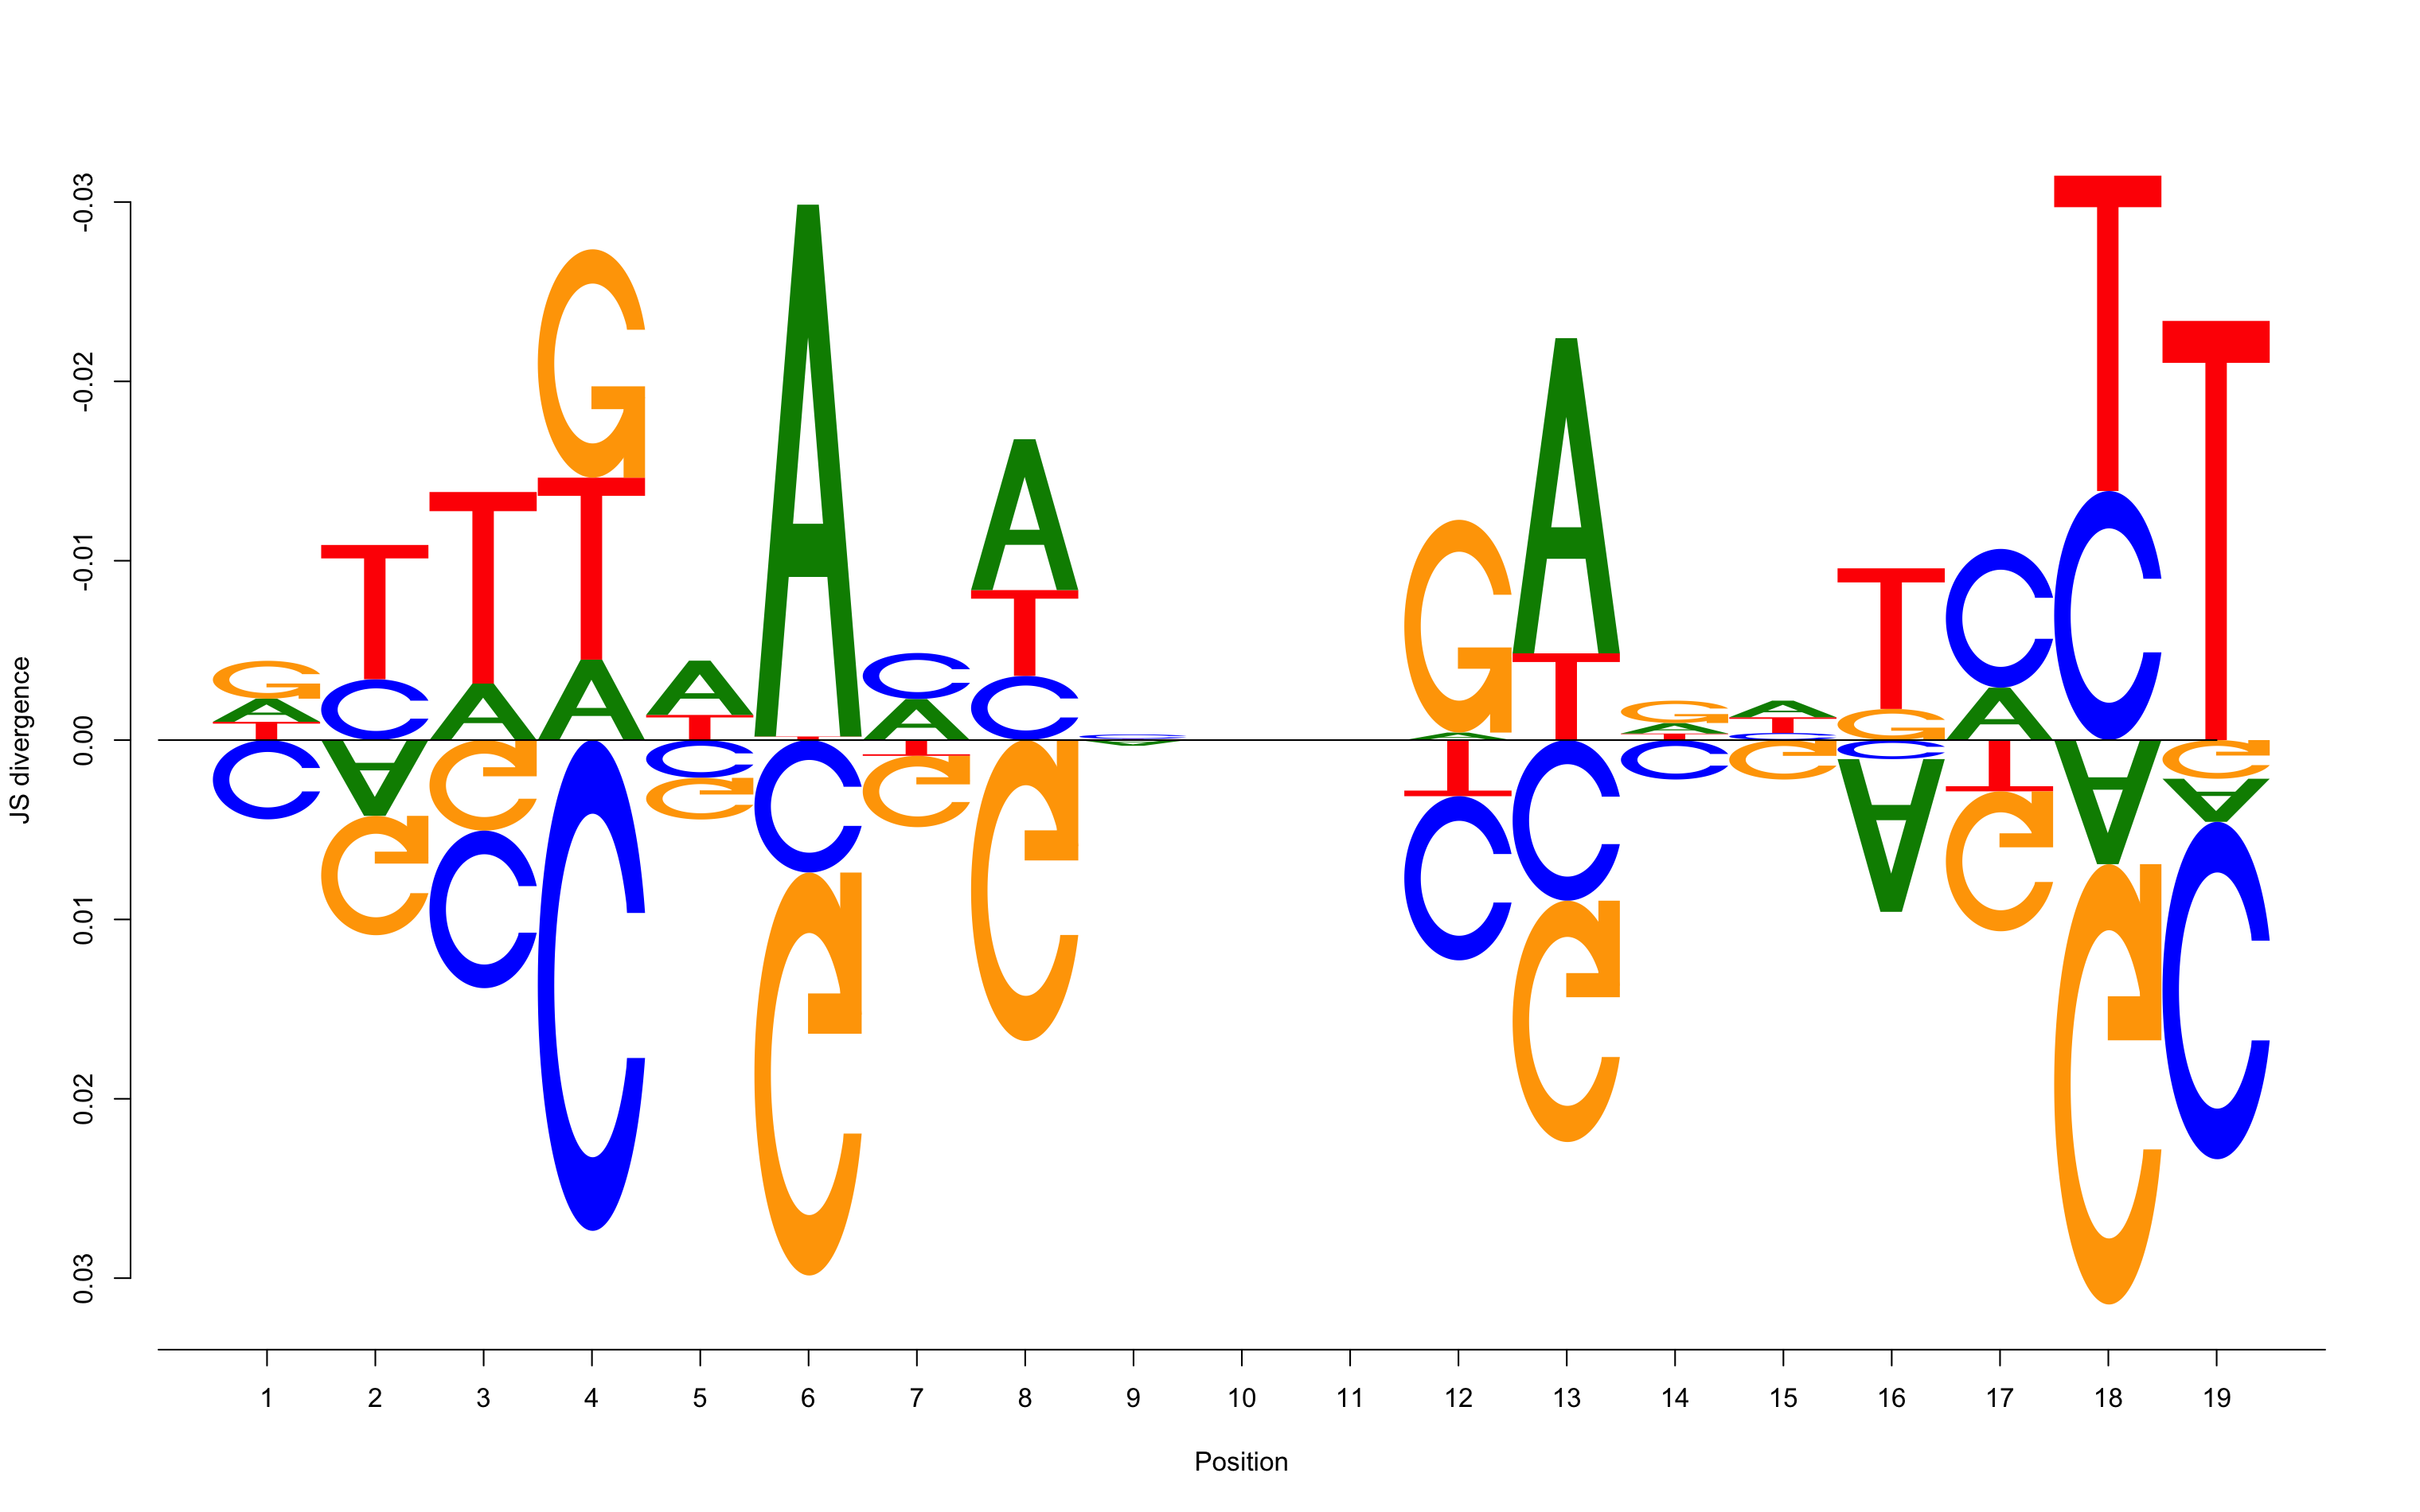 JS divergence
-0.03
-0.02
-0.01
0.00
0.01
0.02
0.03
G A T C
T C A G
T A G C
G T A C
A T C G
A T C G
C A T G
A T C G
C A
G A T C
A T C G
G A T C
A T C G
T G C A
C A T G
T C A G
T G A C
1 2 3 4 5 6 7 8 9 10 11 12 13 14 15 16 17 18 19
Position